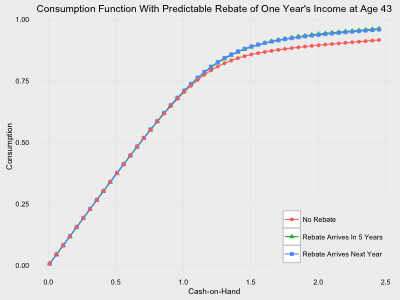 Consumption Function With Predictable Rebate of One Year's Income at Age 43
1.00
0.75
0.50
0.25
0.00
Consumption
No Rebate
Rebate Arrives In 5 Years
Rebate Arrives Next Year
0.0 0.5 1.0 1.5 2.0 2.5
Cash-on-Hand